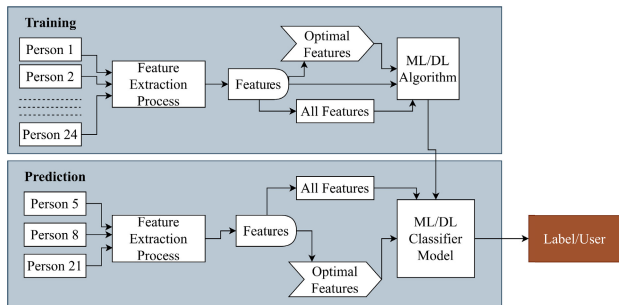 Training
Person 1
Person 2
Person 24
Feature
Extraction
Process
Features
Optimal
Features
All Features
ML/DL
Algorithm
Prediction
Person 5
Person 8
Person 21
Feature
Extraction
Process
Features
All Features
Optimal
Features
ML/DL
Classifier
Model
Label/User